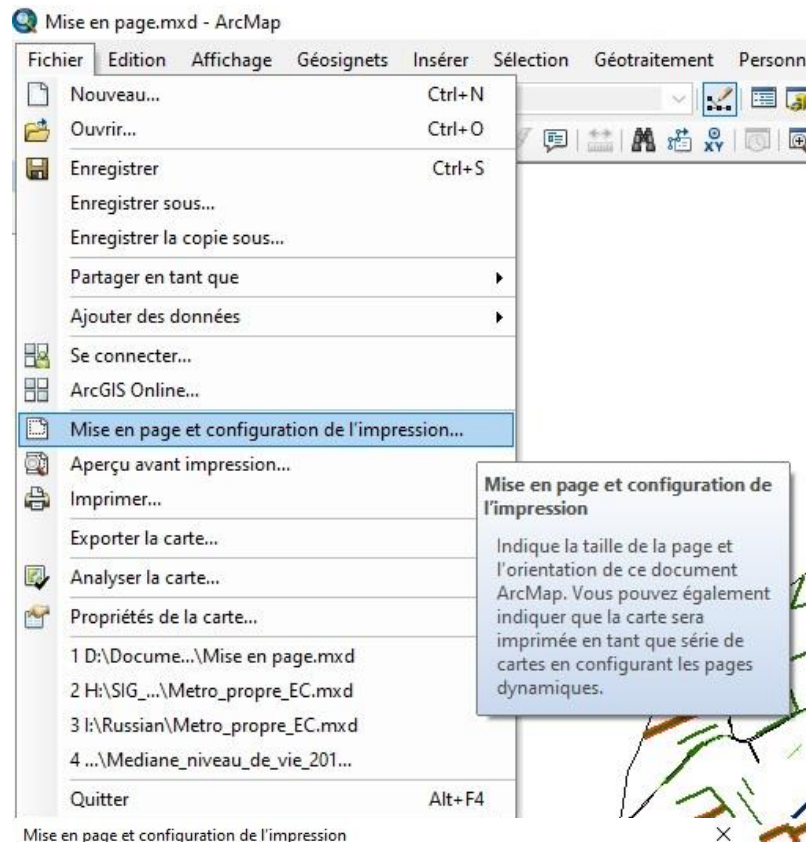 Mise en page.mxd - ArcMap
Fichier Edition Affichage Géosignets Insérer Sélection Géotraitement Personn
Nouveau... Ctrl+N
Ouvrir... Ctrl+O
Enregistrer Ctrl+S
Enregistrer sous...
Enregistrer la copie sous...
Partager en tant que
Ajouter des données
Se connecter...
ArcGIS Online...
Mise en page et configuration de l'impression...
Aperçu avant impression...
Imprimer...
Exporter la carte...
Analyser la carte...
Propriétés de la carte...
1 D:\Docume...\Mise en page.mxd
2 H:\SIG_...\Metro_propre_EC.mxd
3 I:\Russian\Metro_propre_EC.mxd
4 ...\Mediane_niveau_de_vie_201...
Quitter Alt+F4
Mise en page et configuration de
l'impression
Indique la taille de la page et
l'orientation de ce document
ArcMap. Vous pouvez également
indiquer que la carte sera
imprimée en tant que série de
cartes en configurant les pages
dynamiques.
XY
Mise en page et configuration de l'impression